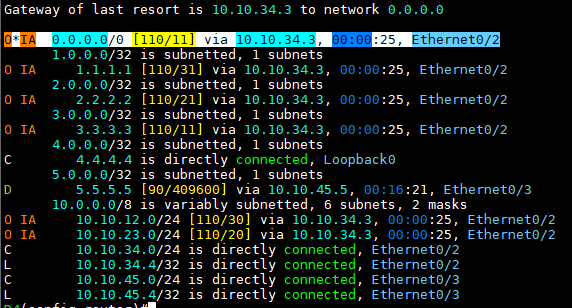 Gateway of last resort is 10.10.34.3 to network 0.0.0.0
O*IA  0.0.0.0/0 [110/11] via 10.10.34.3, 00:00:25, Ethernet0/2
      1.0.0.0/32 is subnetted, 1 subnets
O IA     1.1.1.1 [110/31] via 10.10.34.3, 00:00:25, Ethernet0/2
      2.0.0.0/32 is subnetted, 1 subnets
O IA     2.2.2.2 [110/21] via 10.10.34.3, 00:00:25, Ethernet0/2
      3.0.0.0/32 is subnetted, 1 subnets
O IA     3.3.3.3 [110/11] via 10.10.34.3, 00:00:25, Ethernet0/2
      4.0.0.0/32 is subnetted, 1 subnets
C        4.4.4.4 is directly connected, Loopback0
      5.0.0.0/32 is subnetted, 1 subnets
D        5.5.5.5 [90/409600] via 10.10.45.5, 00:16:21, Ethernet0/3
      10.0.0.0/8 is variably subnetted, 6 subnets, 2 masks
O IA     10.10.12.0/24 [110/30] via 10.10.34.3, 00:00:25, Ethernet0/2
O IA     10.10.23.0/24 [110/20] via 10.10.34.3, 00:00:25, Ethernet0/2
C        10.10.34.0/24 is directly connected, Ethernet0/2
L        10.10.34.4/32 is directly connected, Ethernet0/2
C        10.10.45.0/24 is directly connected, Ethernet0/3
L        10.10.45.4/32 is directly connected, Ethernet0/3
R4(config-router)#